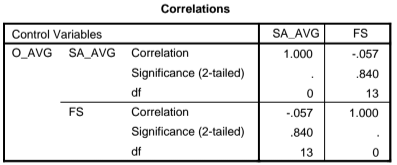 Correlations
Control Variables SA_AVG FS
O_AVG SA_AVG Correlation 1.000 -.057
Significance (2-tailed) . .840
df 0 13
FS Correlation -.057 1.000
Significance (2-tailed) .840 .
df 13 0